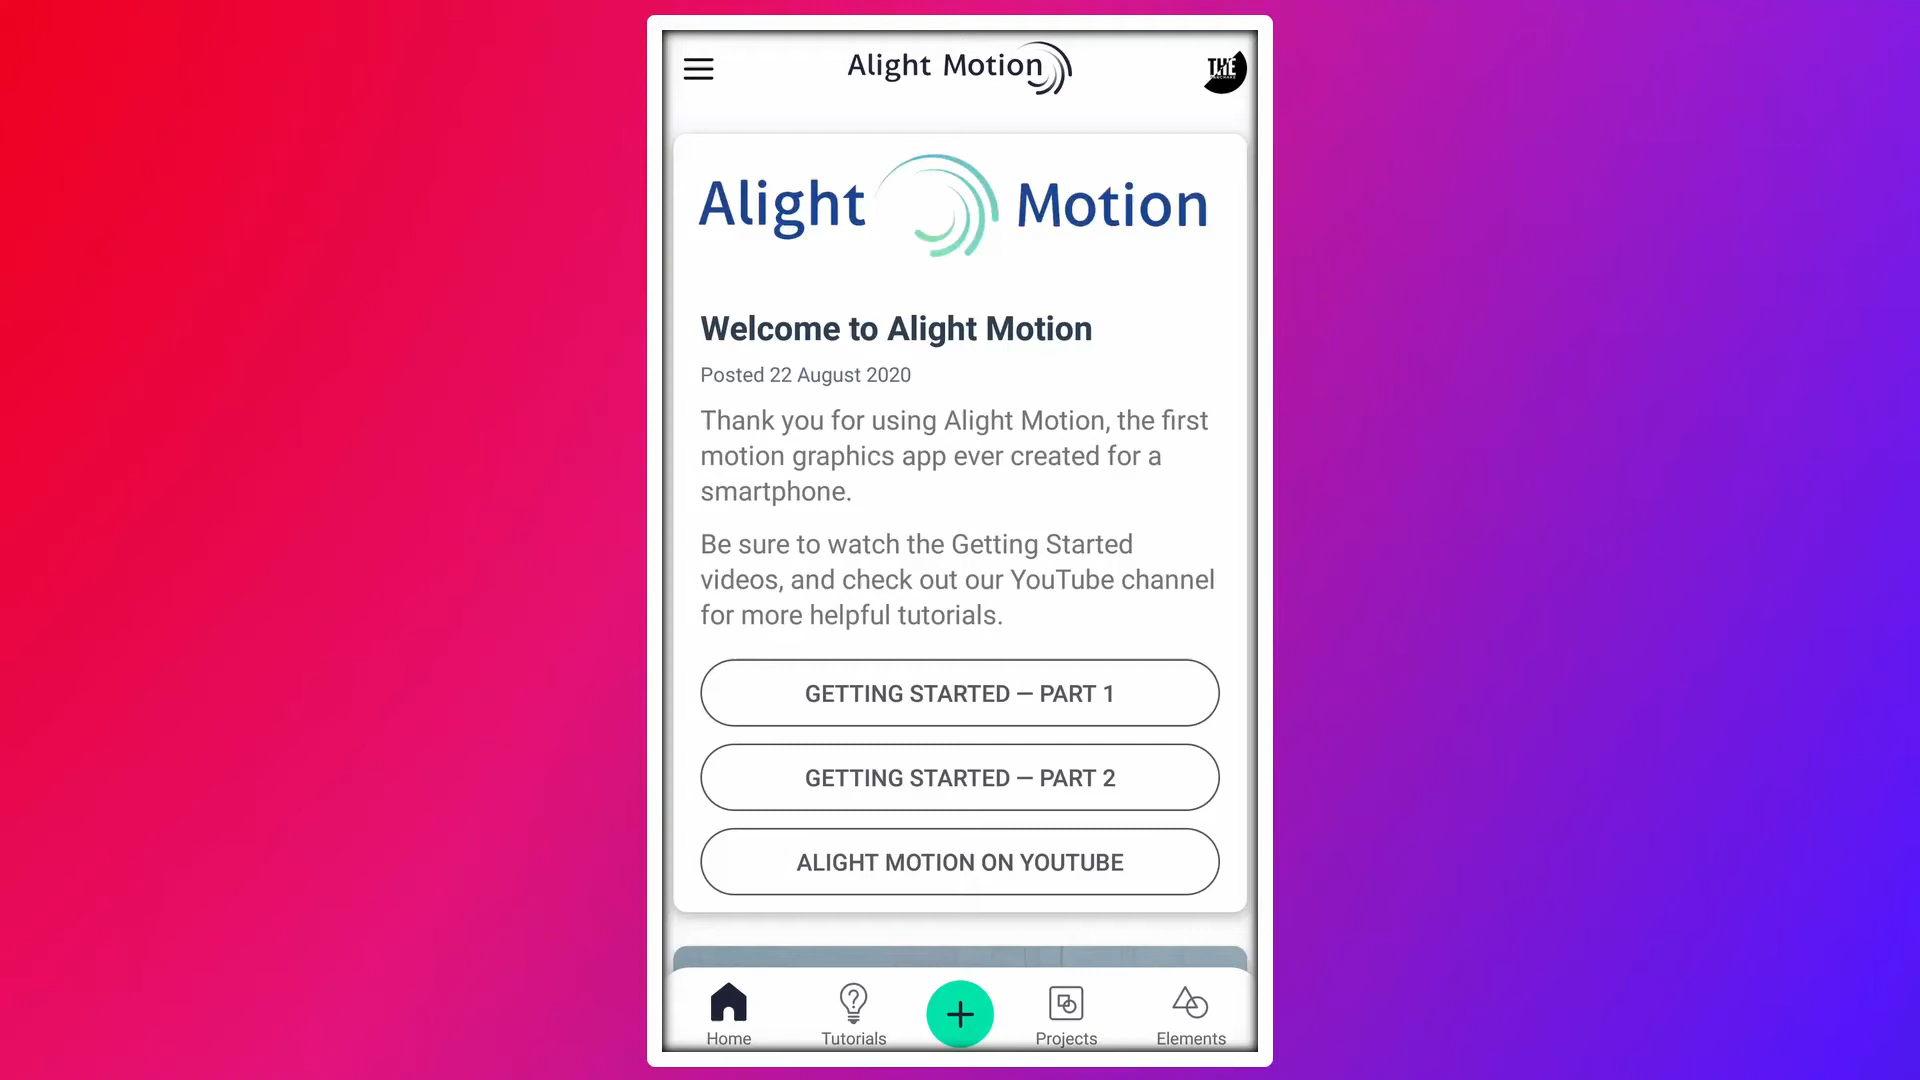 Alight Motion
THE
Alight Motion
Welcome to Alight Motion
Posted 22 August 2020
Thank you for using Alight Motion, the first
motion graphics app ever created for a
smartphone.
Be sure to watch the Getting Started
videos, and check out our YouTube channel
for more helpful tutorials.
GETTING STARTED — PART 1
GETTING STARTED — PART 2
ALIGHT MOTION ON YOUTUBE
Home Tutorials Projects Elements